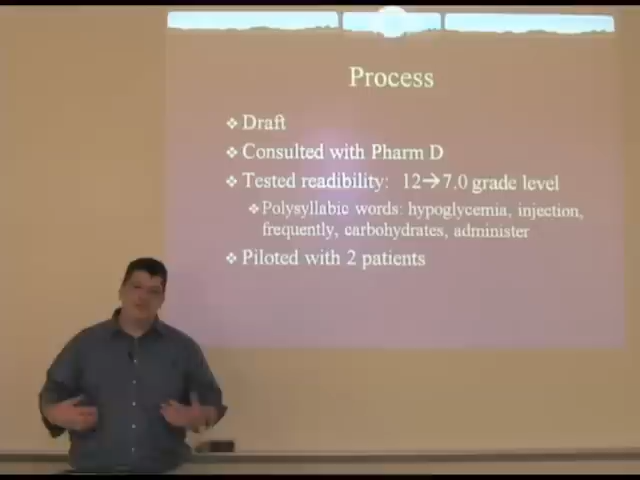 Process
❖ Draft
❖ Consulted with Pharm D
❖ Tested readibility: 12→7.0 grade level
❖ Polysyllabic words: hypoglycemia, injection,
frequently, carbohydrates, administer
❖ Piloted with 2 patients